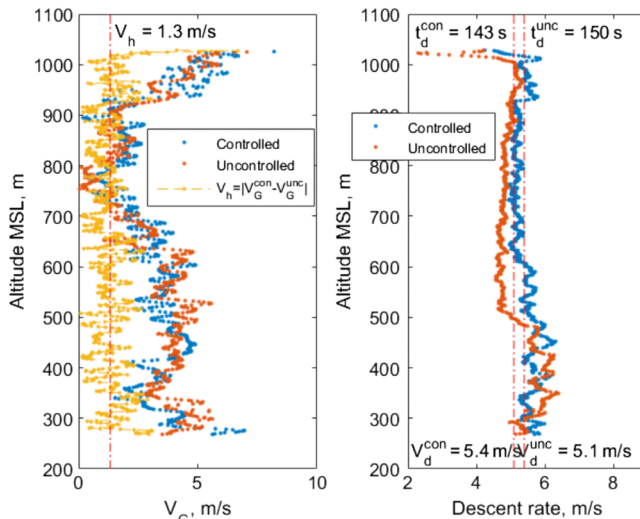 V_h = 1.3 m/s
1100
1000
900
800
700
600
500
400
300
200
Altitude MSL, m
Controlled
Uncontrolled
V_h=|V_G^con-V_G^unc|
0
5
10
V_G, m/s
t_d^con = 143 s
t_d^unc = 150 s
1100
1000
900
800
700
600
500
400
300
200
Altitude MSL, m
Controlled
Uncontrolled
V_d^con = 5.4 m/s
V_d^unc = 5.1 m/s
2
4
6
8
Descent rate, m/s